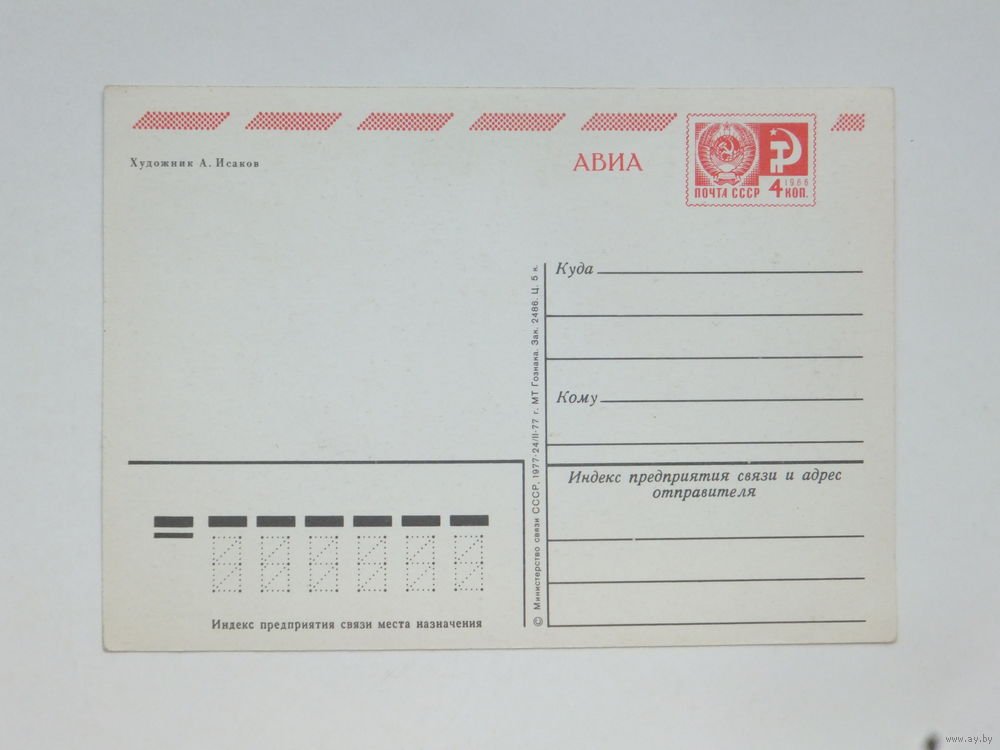 Художник А. Исаков
АВИА
1966
ПОЧТА СССР 4 КОП.
Куда
Кому
Индекс предприятия связи и адрес
отправителя
© Министерство связи СССР, 1977-24/II-77 г. МТ Гознака. Зак. 2486. Ц. 5 к.
Индекс предприятия связи места назначения
www.ay.by